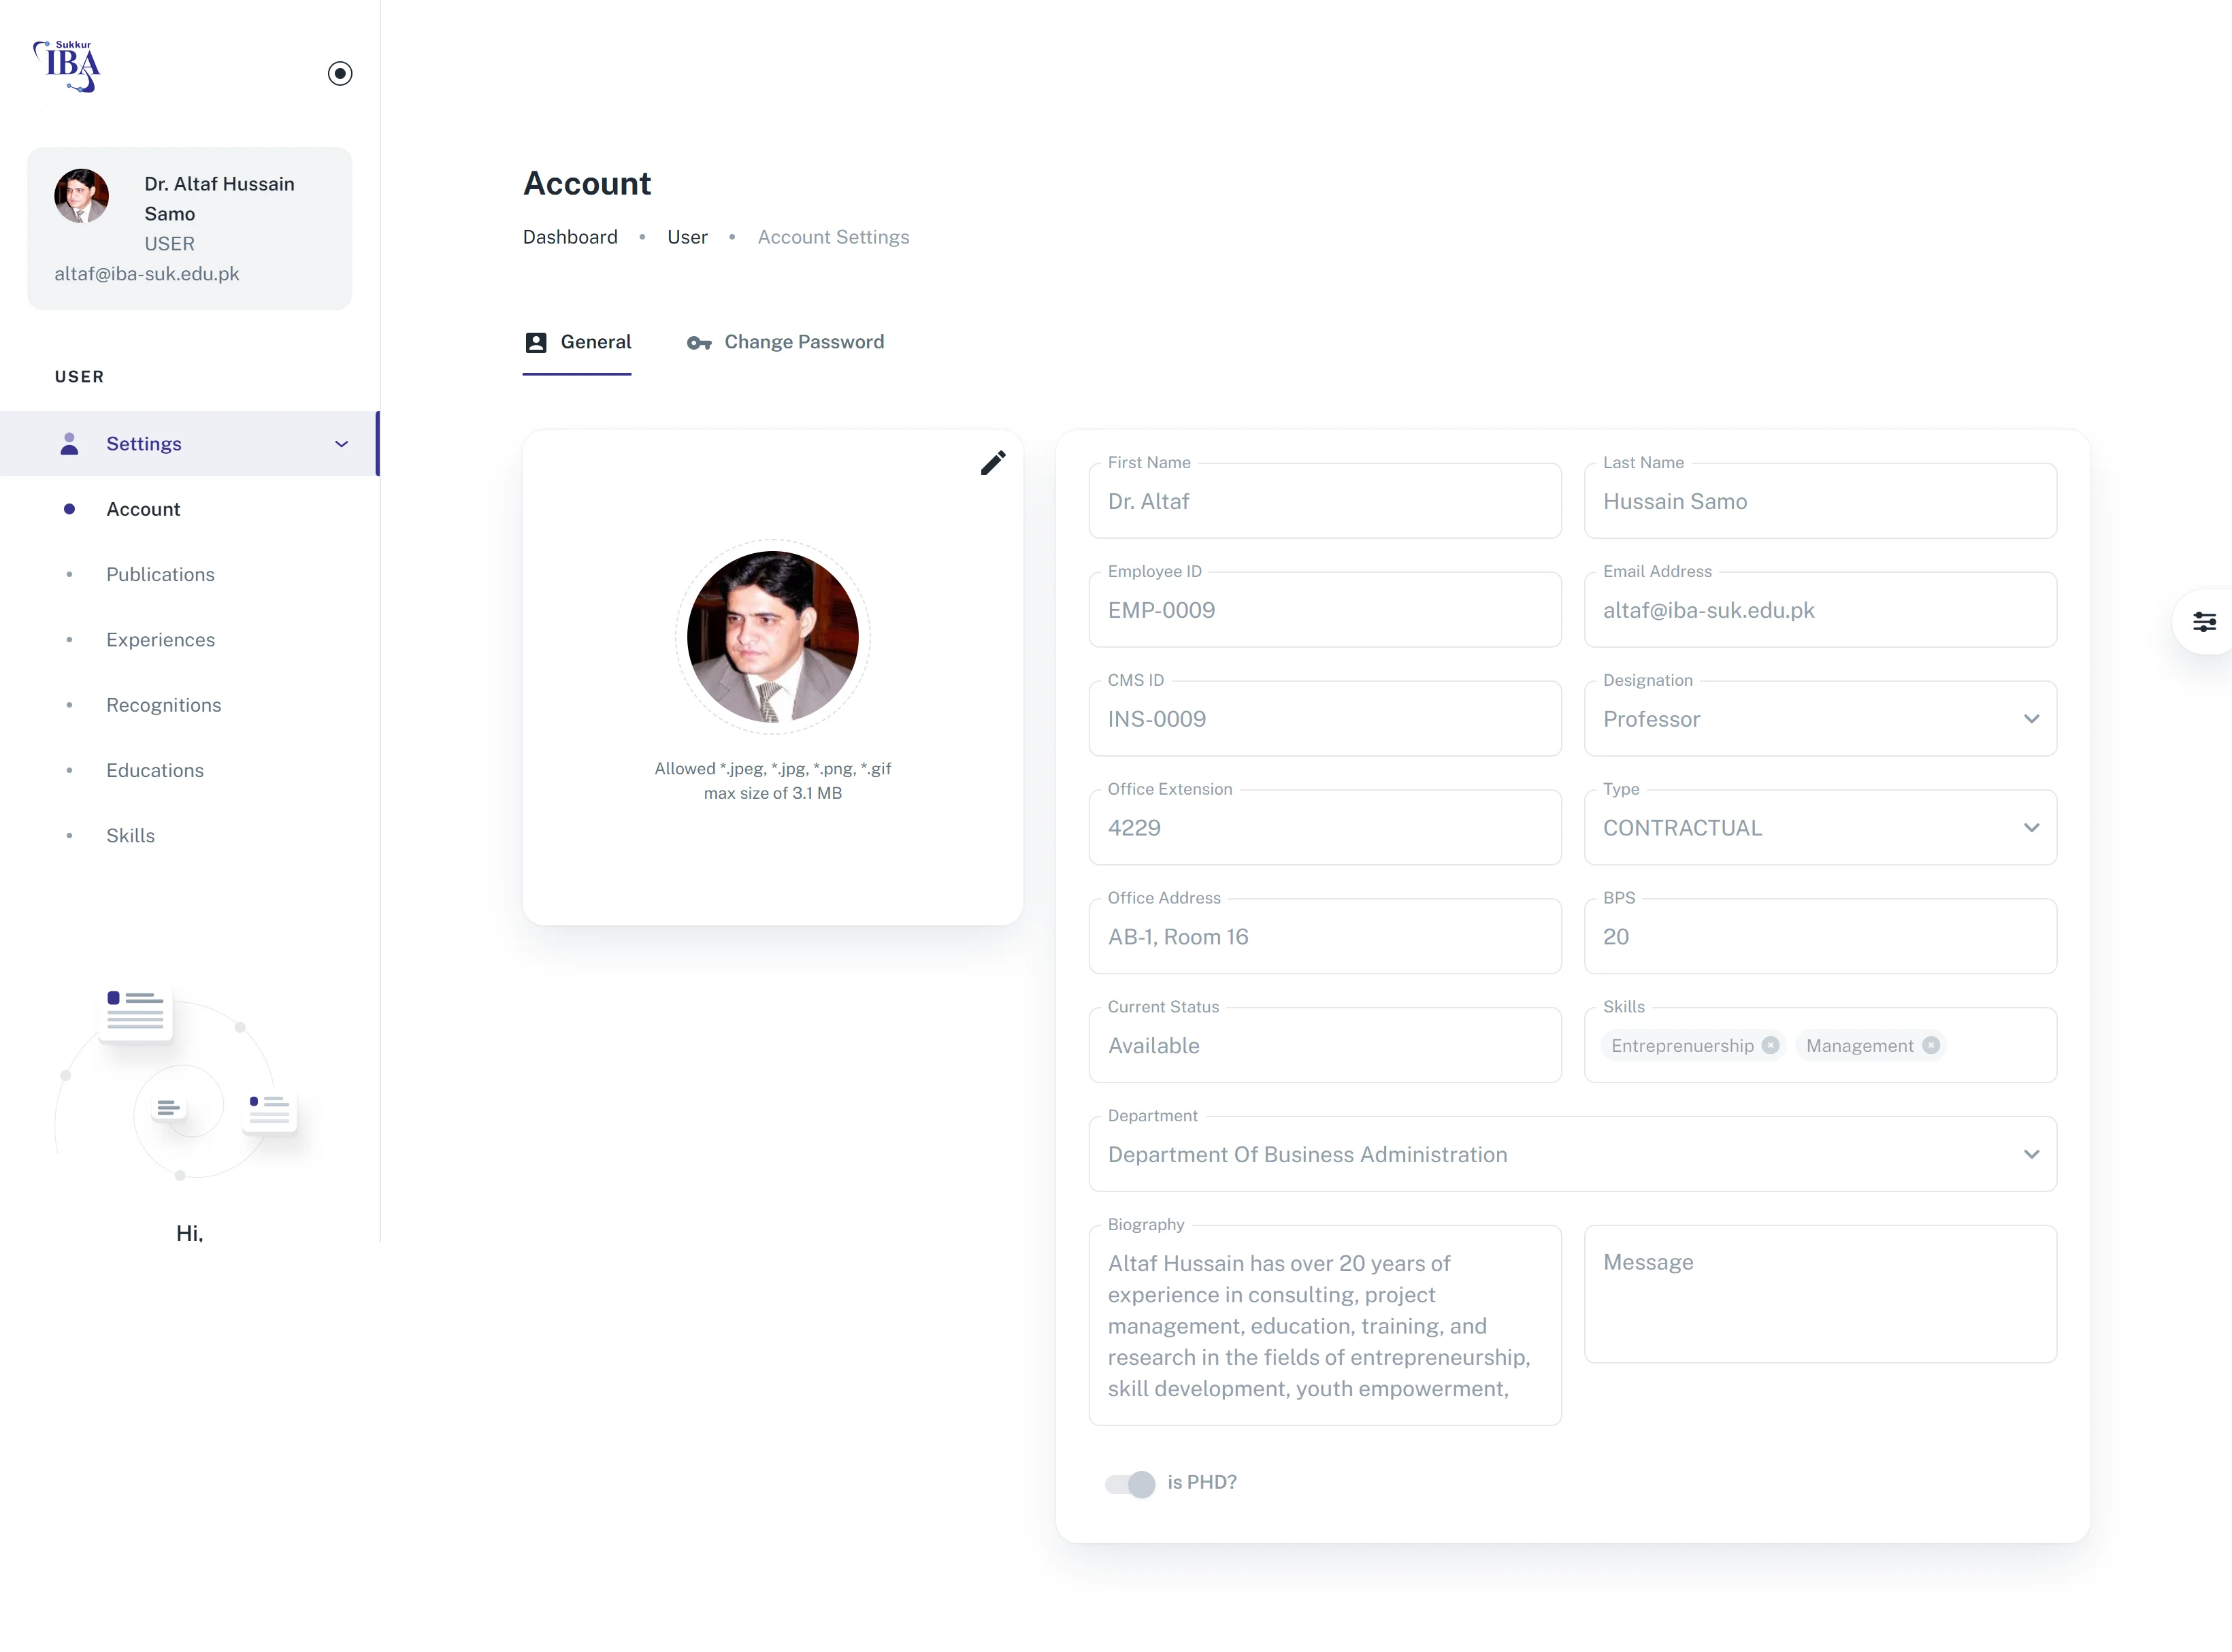 Sukkur
IBA
Dr. Altaf Hussain
Samo
USER
altaf@iba-suk.edu.pk
USER
Settings
Account
Publications
Experiences
Recognitions
Educations
Skills
Hi,
Account
Dashboard • User • Account Settings
General
Change Password
Allowed *.jpeg, *.jpg, *.png, *.gif
max size of 3.1 MB
First Name
Dr. Altaf
Last Name
Hussain Samo
Employee ID
EMP-0009
Email Address
altaf@iba-suk.edu.pk
CMS ID
INS-0009
Designation
Professor
Office Extension
4229
Type
CONTRACTUAL
Office Address
AB-1, Room 16
BPS
20
Current Status
Available
Skills
Entreprenuership
Management
Department
Department Of Business Administration
Biography
Altaf Hussain has over 20 years of
experience in consulting, project
management, education, training, and
research in the fields of entrepreneurship,
skill development, youth empowerment,
Message
is PHD?